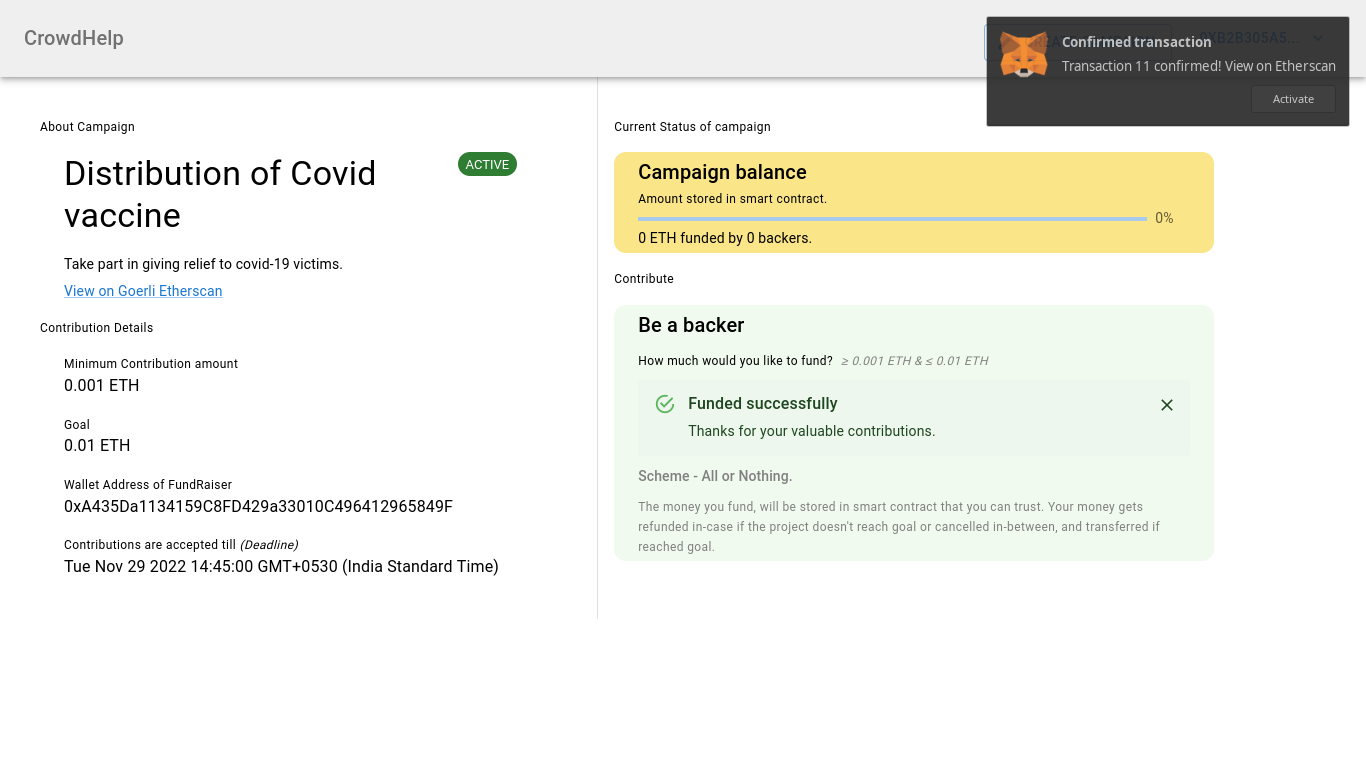 CrowdHelp
0XB2B305A5...
Confirmed transaction
Transaction 11 confirmed! View on Etherscan
Activate
About Campaign
Distribution of Covid
vaccine
ACTIVE
Take part in giving relief to covid-19 victims.
View on Goerli Etherscan
Contribution Details
Minimum Contribution amount
0.001 ETH
Goal
0.01 ETH
Wallet Address of FundRaiser
0xA435Da1134159C8FD429a33010C496412965849F
Contributions are accepted till (Deadline)
Tue Nov 29 2022 14:45:00 GMT+0530 (India Standard Time)
Current Status of campaign
Campaign balance
Amount stored in smart contract.
0%
0 ETH funded by 0 backers.
Contribute
Be a backer
How much would you like to fund? ≥ 0.001 ETH & ≤ 0.01 ETH
Funded successfully
Thanks for your valuable contributions.
Scheme - All or Nothing.
The money you fund, will be stored in smart contract that you can trust. Your money gets
refunded in-case if the project doesn't reach goal or cancelled in-between, and transferred if
reached goal.